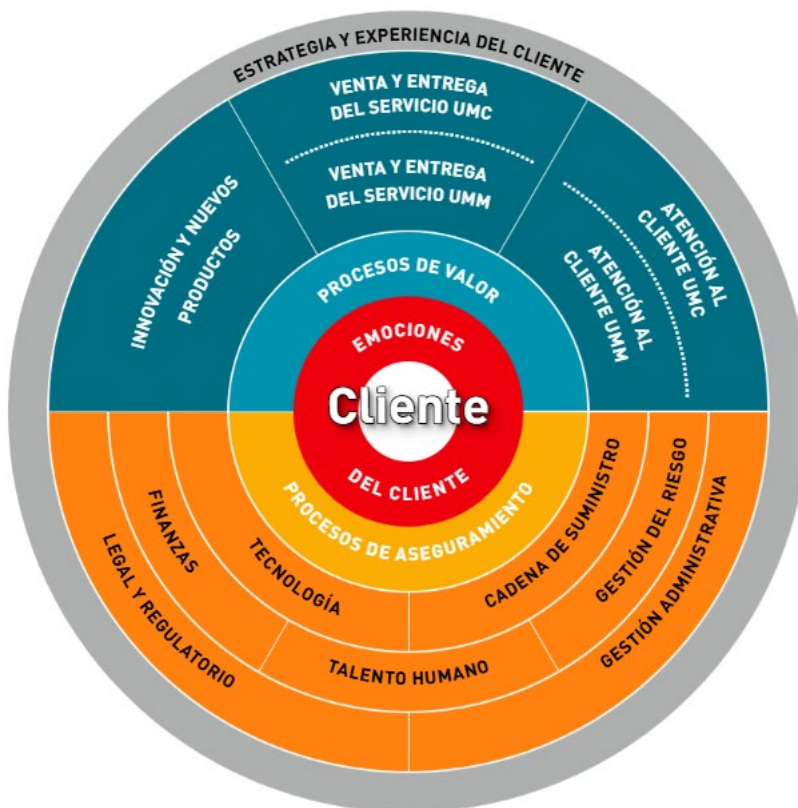 ESTRATEGIA Y EXPERIENCIA DEL CLIENTE
VENTA Y ENTREGA
DEL SERVICIO UMC
VENTA Y ENTREGA
DEL SERVICIO UMM
INNOVACIÓN Y NUEVOS
PRODUCTOS
ATENCIÓN AL
CLIENTE UMC
ATENCIÓN AL
CLIENTE UMM
PROCESOS DE VALOR
EMOCIONES
Cliente
DEL CLIENTE
PROCESOS DE ASEGURAMIENTO
TECNOLOGÍA
CADENA DE SUMINISTRO
FINANZAS
TALENTO HUMANO
GESTIÓN DEL RIESGO
LEGAL Y REGULATORIO
GESTIÓN ADMINISTRATIVA